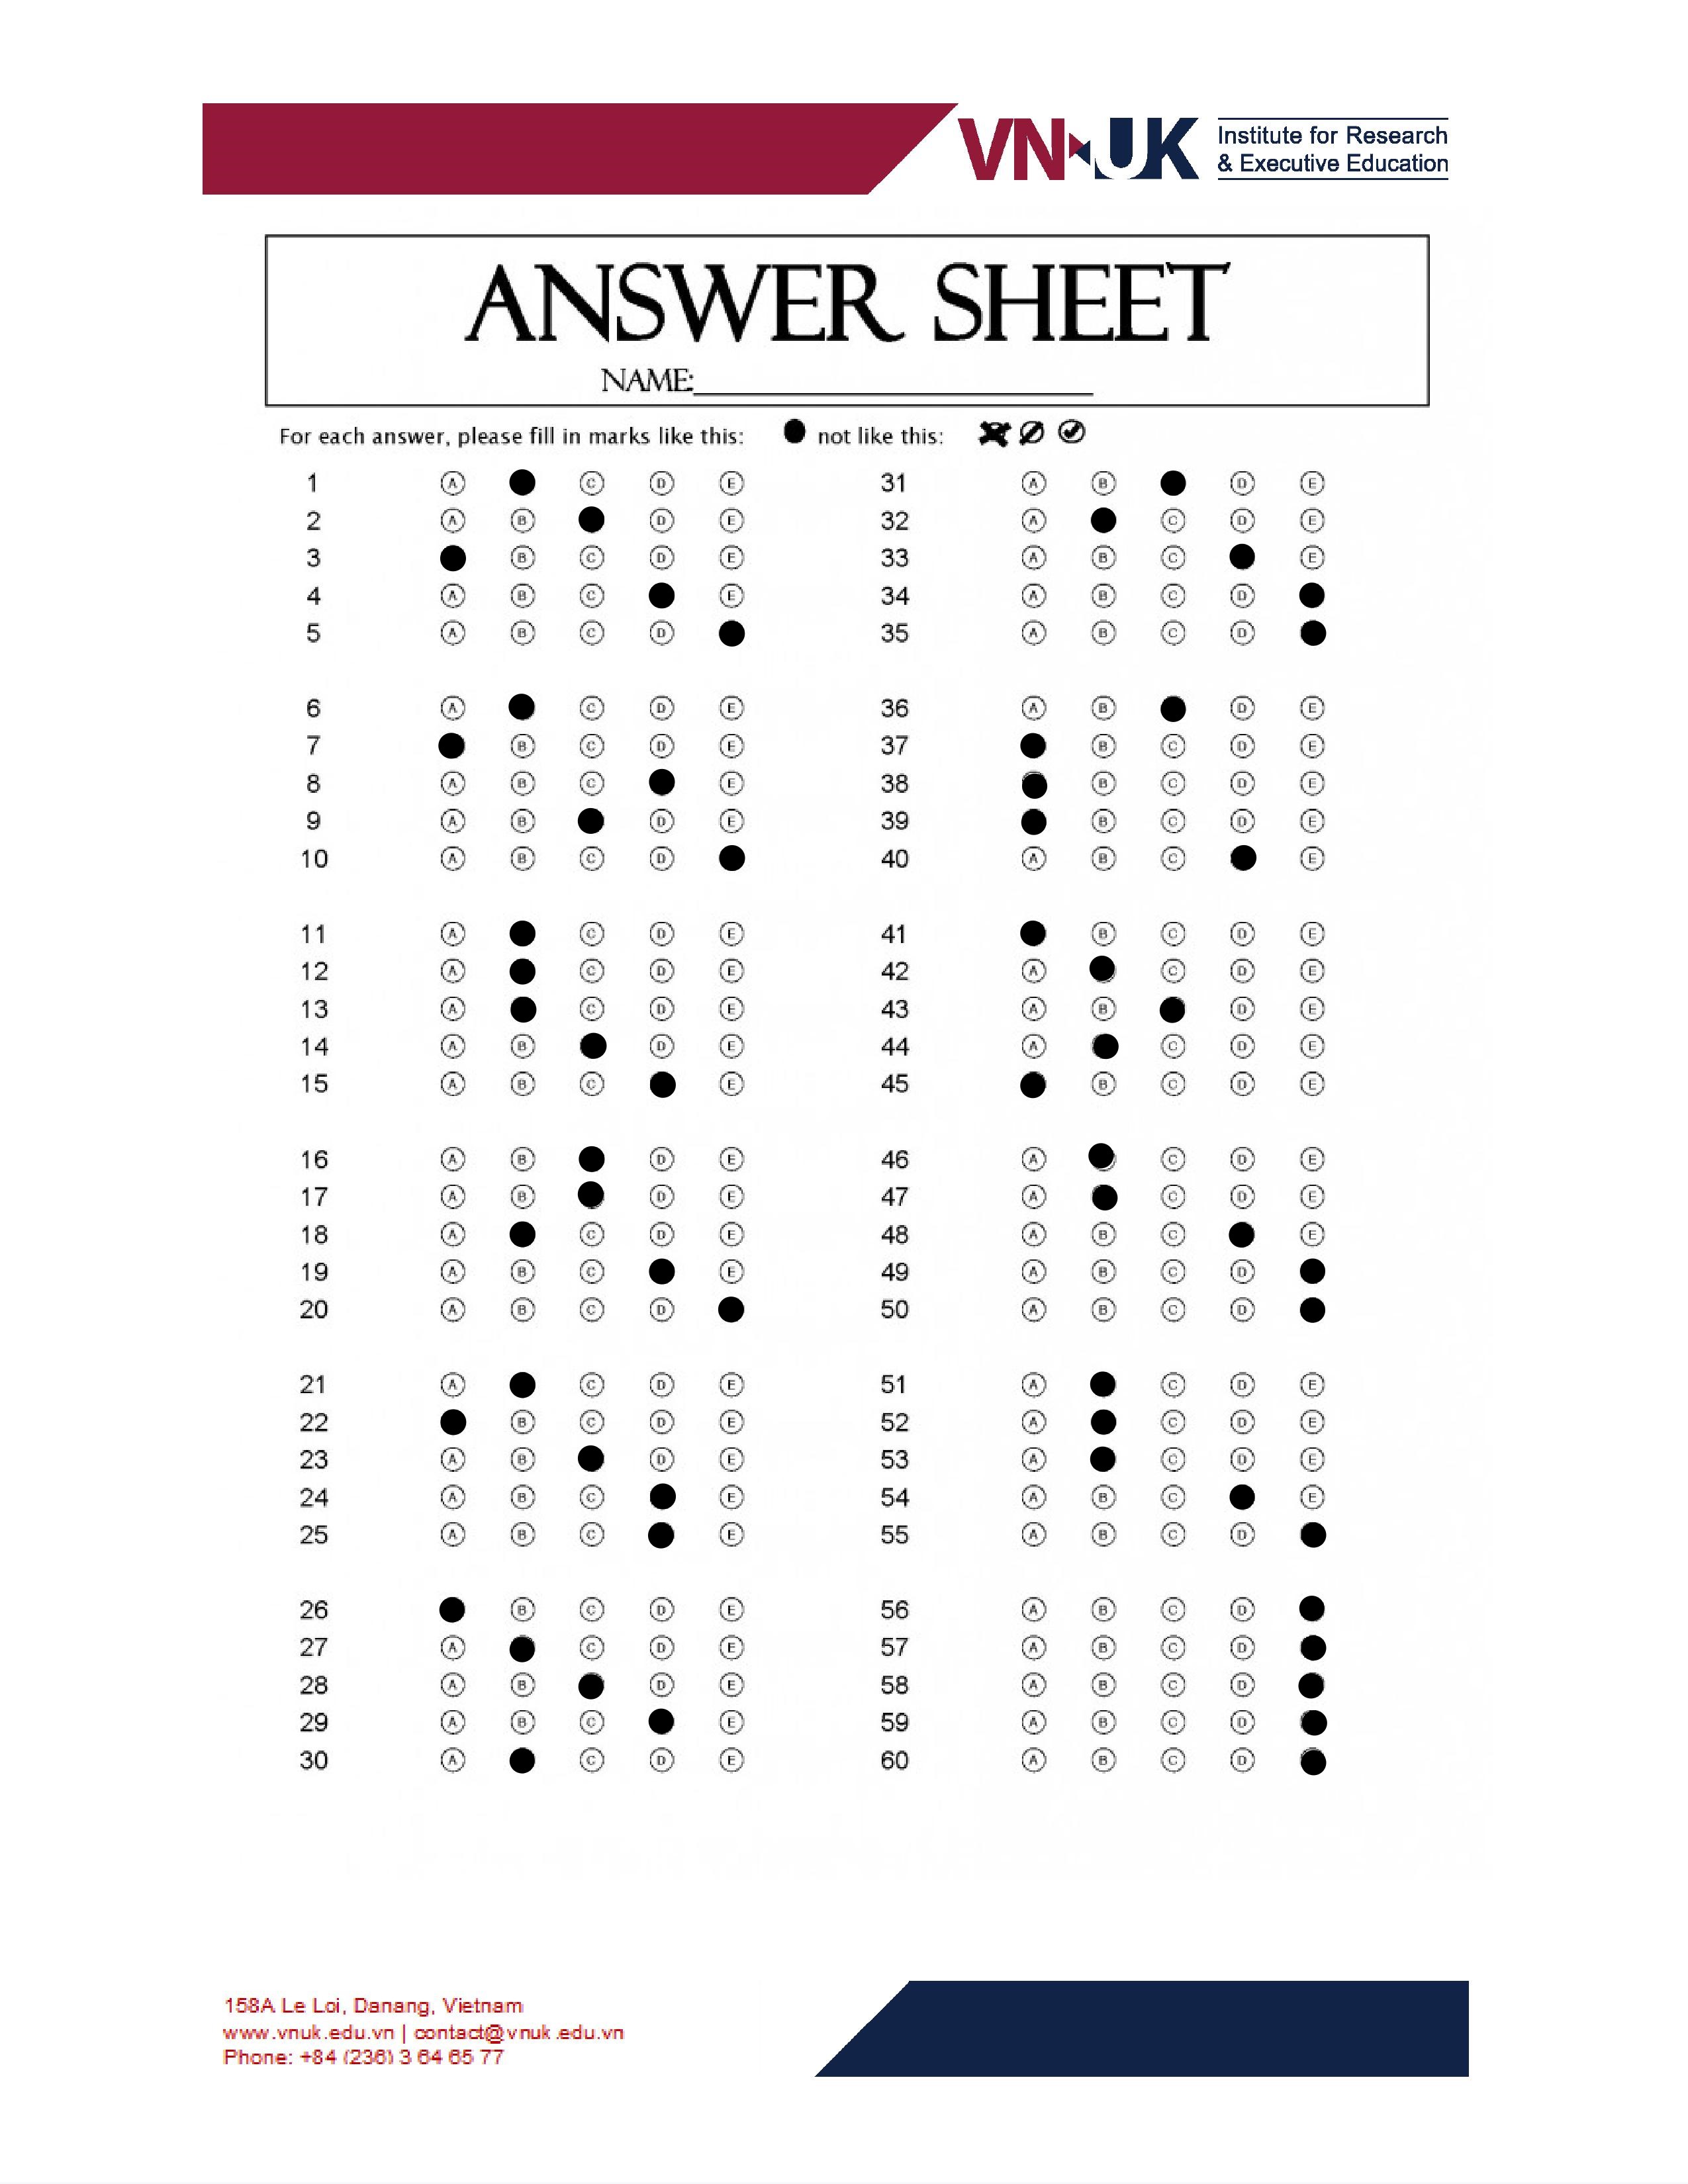 VN UK Institute for Research
& Executive Education
ANSWER SHEET
NAME:
For each answer, please fill in marks like this: not like this:
1 A C D E 31 A B D E
2 A B D E 32 A C D E
3 B C D E 33 A B C E
4 A B C E 34 A B C D
5 A B C D 35 A B C D
6 A C D E 36 A B D E
7 B C D E 37 B C D E
8 A B C E 38 B C D E
9 A B D E 39 B C D E
10 A B C D 40 A B C E
11 A C D E 41 B C D E
12 A C D E 42 A C D E
13 A C D E 43 A B D E
14 A B D E 44 A C D E
15 A B C E 45 B C D E
16 A B D E 46 A C D E
17 A B D E 47 A C D E
18 A C D E 48 A B C E
19 A B C E 49 A B C D
20 A B C D 50 A B C D
21 A C D E 51 A C D E
22 B C D E 52 A C D E
23 A B D E 53 A C D E
24 A B C E 54 A B C E
25 A B C E 55 A B C D
26 B C D E 56 A B C D
27 A C D E 57 A B C D
28 A B D E 58 A B C D
29 A B C E 59 A B C D
30 A C D E 60 A B C D
158A Le Loi, Danang, Vietnam
www.vnuk.edu.vn | contact@vnuk.edu.vn
Phone: +84 (236) 3 64 65 77